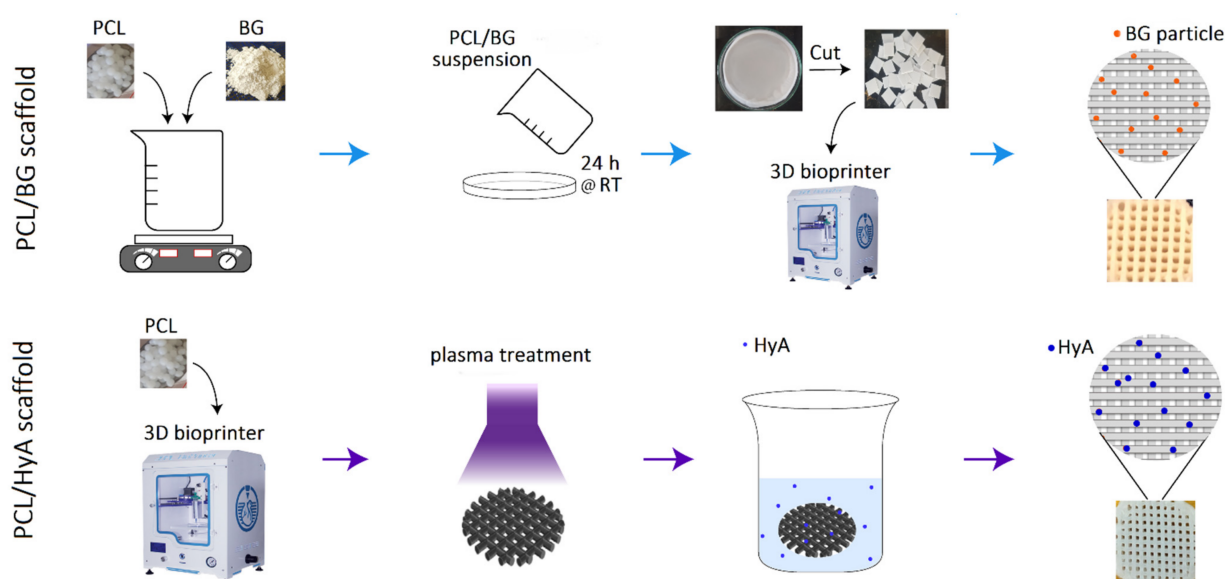 PCL/BG scaffold
PCL
BG
PCL/BG
suspension
24 h
@ RT
Cut
3D bioprinter
BG particle
PCL/HyA scaffold
PCL
3D bioprinter
plasma treatment
HyA
HyA